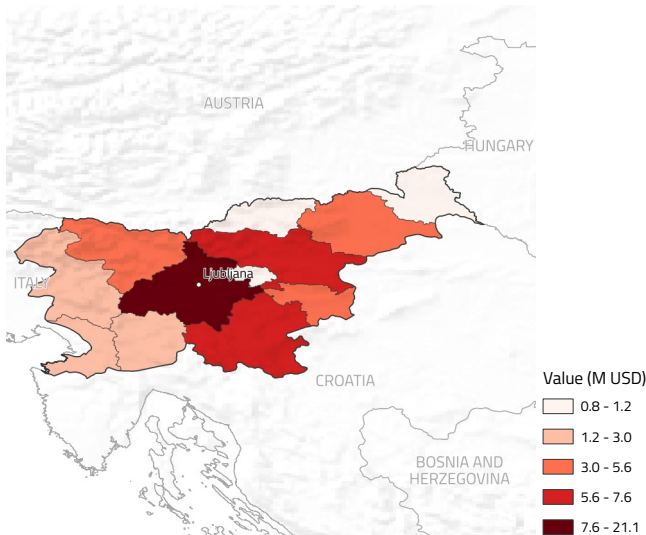 AUSTRIA
HUNGARY
Ljubljana
ITALY
CROATIA
BOSNIA AND
HERZEGOVINA
Value (M USD)
0.8 - 1.2
1.2 - 3.0
3.0 - 5.6
5.6 - 7.6
7.6 - 21.1